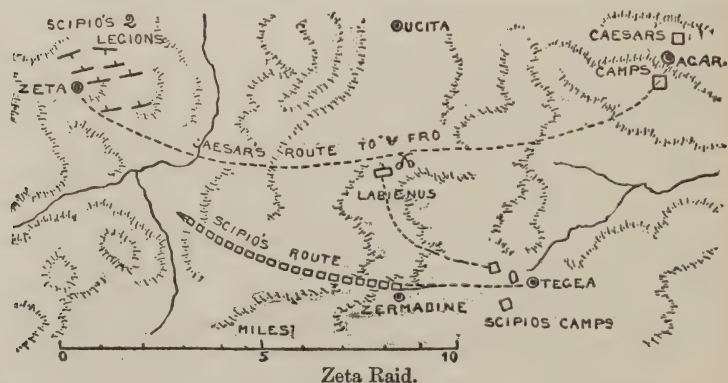 SCIPIO'S 2
LEGIONS
UCITA
CAESARS
AGAR.
CAMPS
ZETA
CAESARS ROUTE TO & FRO
LABIENUS
SCIPIO'S ROUTE
TEGEA
ZERMADINE
SCIPIOS CAMPS
MILES
0 5 10
Zeta Raid.